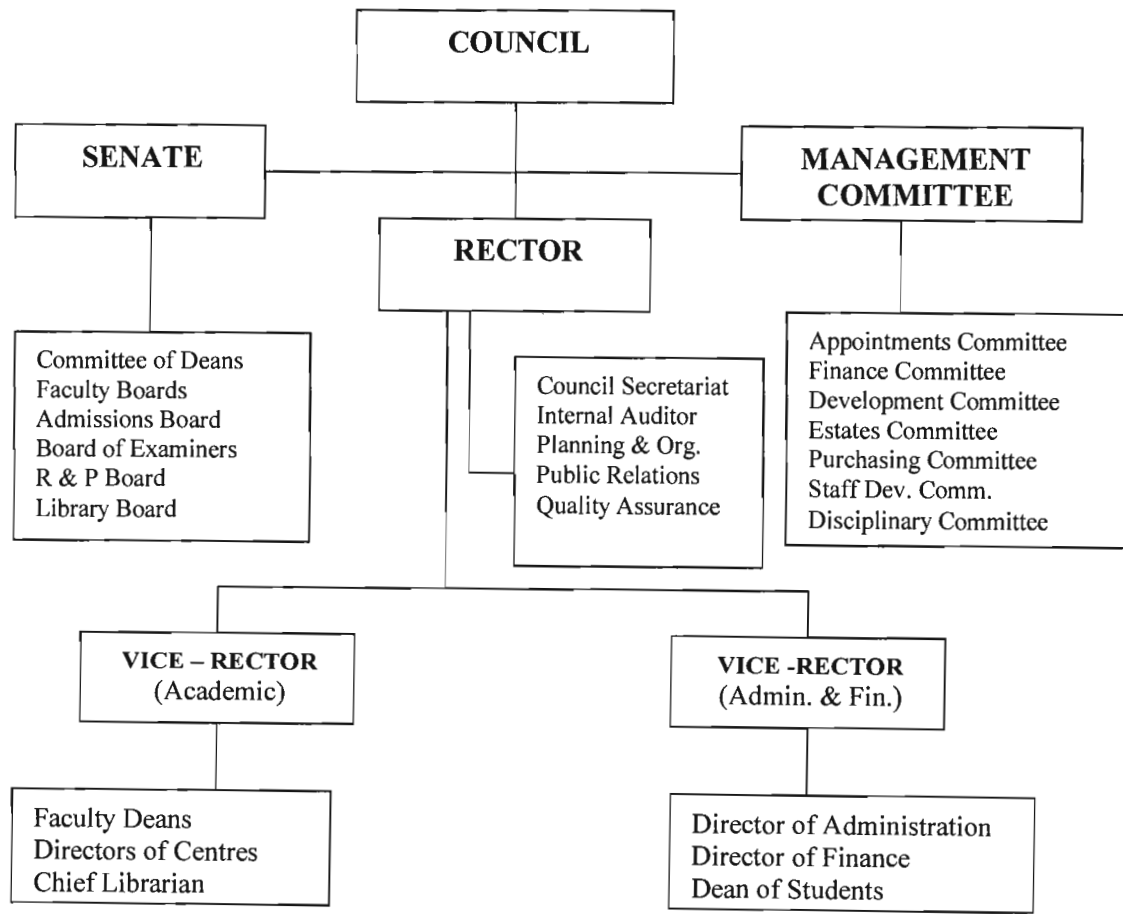 COUNCIL
SENATE
MANAGEMENT
COMMITTEE
RECTOR
Committee of Deans
Faculty Boards
Admissions Board
Board of Examiners
R & P Board
Library Board
Council Secretariat
Internal Auditor
Planning & Org.
Public Relations
Quality Assurance
Appointments Committee
Finance Committee
Development Committee
Estates Committee
Purchasing Committee
Staff Dev. Comm.
Disciplinary Committee
VICE – RECTOR
(Academic)
VICE -RECTOR
(Admin. & Fin.)
Faculty Deans
Directors of Centres
Chief Librarian
Director of Administration
Director of Finance
Dean of Students